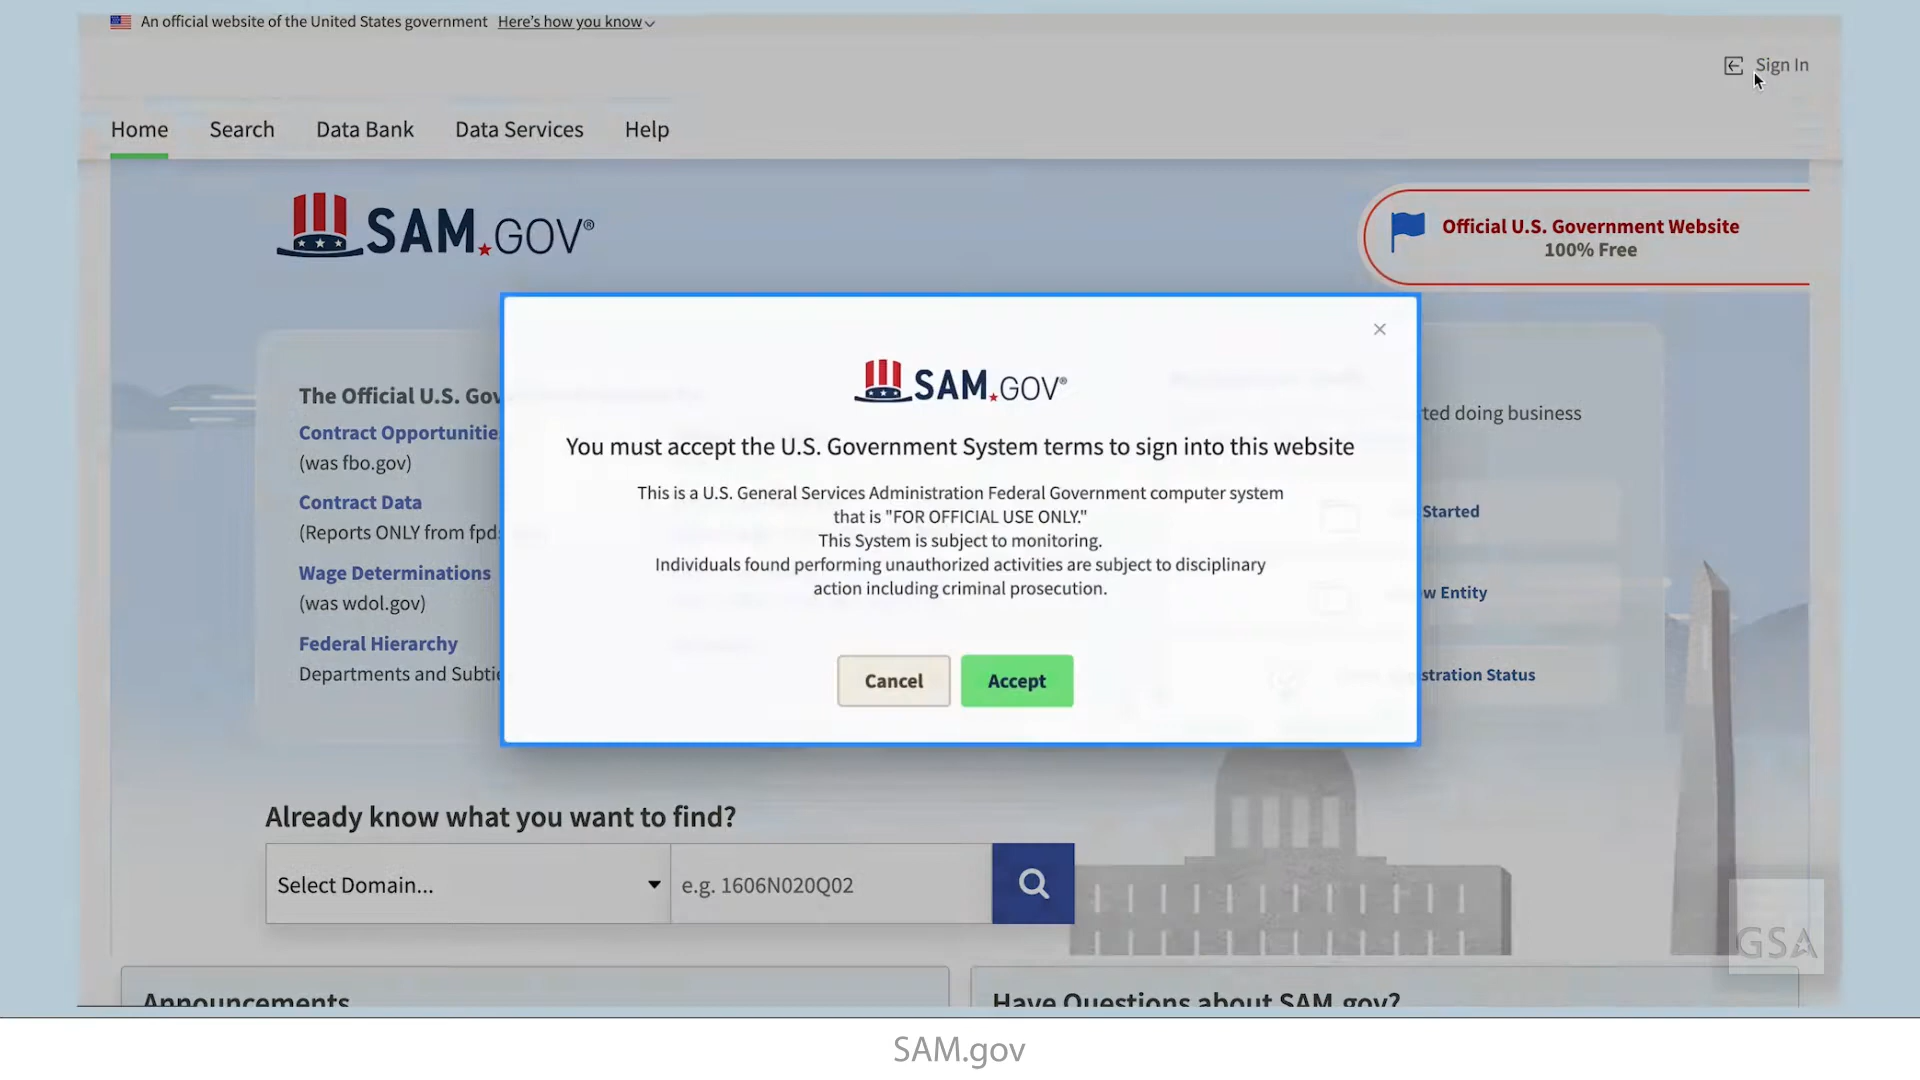 An official website of the United States government Here's how you know
Sign In
Home Search Data Bank Data Services Help
SAM.GOV®
Official U.S. Government Website
100% Free
SAM.GOV®
You must accept the U.S. Government System terms to sign into this website
This is a U.S. General Services Administration Federal Government computer system
that is "FOR OFFICIAL USE ONLY."
This System is subject to monitoring.
Individuals found performing unauthorized activities are subject to disciplinary
action including criminal prosecution.
Cancel Accept
The Official U.S.
Contract
(was fbo.gov)
Contract Data
(Reports ONLY from
Wage Determinations
(was wdol.gov)
Federal Hierarchy
Departments and
doing business
Started
Entity
Status
Already know what you want to find?
Select Domain... e.g. 1606N020Q02
Announcements Have Questions about SAM.gov?
GSA
SAM.gov